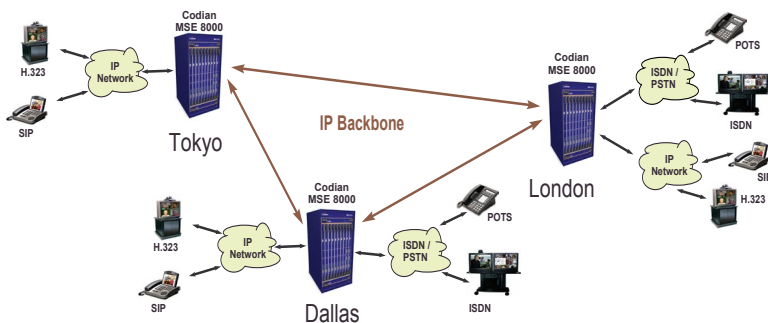 Codian
MSE 8000
H.323
IP
Network
SIP
Tokyo
IP Backbone
Codian
MSE 8000
London
POTS
ISDN /
PSTN
ISDN
IP
Network
SIP
H.323
Codian
MSE 8000
Dallas
H.323
IP
Network
SIP
POTS
ISDN /
PSTN
ISDN